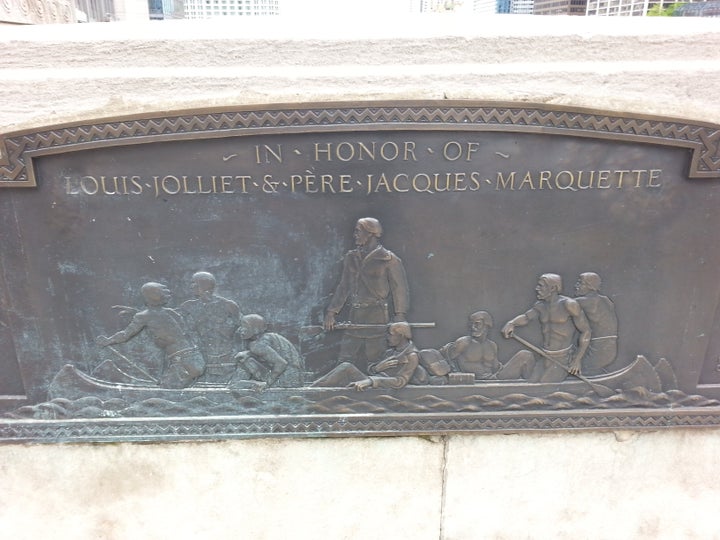 ~ IN · HONOR · OF ~
LOUIS · JOLLIET · & · PÈRE · JACQUES · MARQUETTE